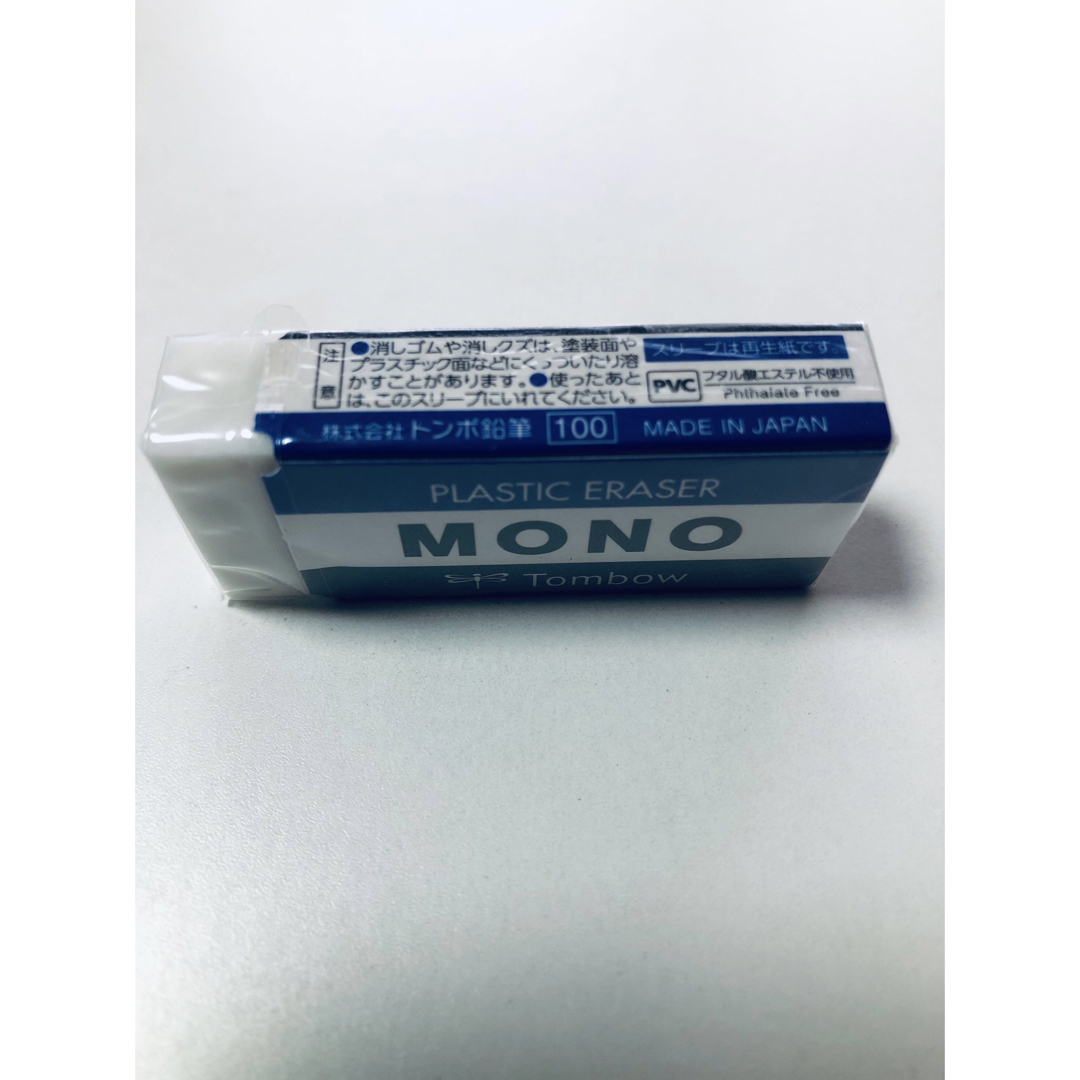 注意
●消しゴムや消しクズは、塗装面や
プラスチック面などにくっついたり溶
かすことがあります。●使ったあと
は、このスリーブにいれてください。
スリーブは再生紙です
PVC
フタル酸エステル不使用
Phthalate Free
株式会社トンボ鉛筆 100 MADE IN JAPAN
PLASTIC ERASER
MONO
Tombow